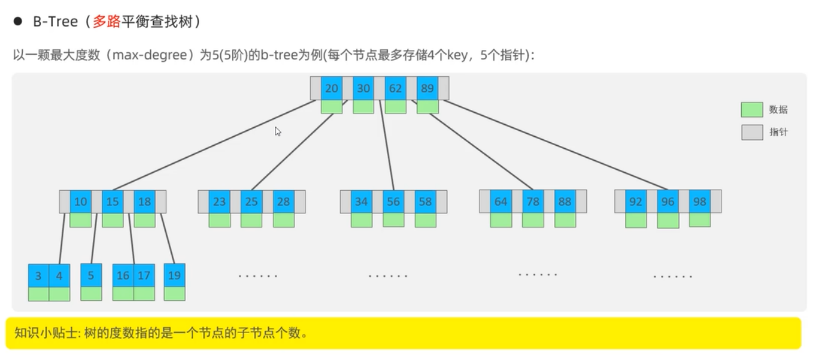 ● B-Tree（多路平衡查找树）
以一颗最大度数（max-degree）为5(5阶)的b-tree为例(每个节点最多存储4个key，5个指针)：
20 30 62 89
数据
指针
10 15 18 23 25 28 34 56 58 64 78 88 92 96 98
3 4 5 16 17 19 ...... ...... ...... ......
知识小贴士: 树的度数指的是一个节点的子节点个数。